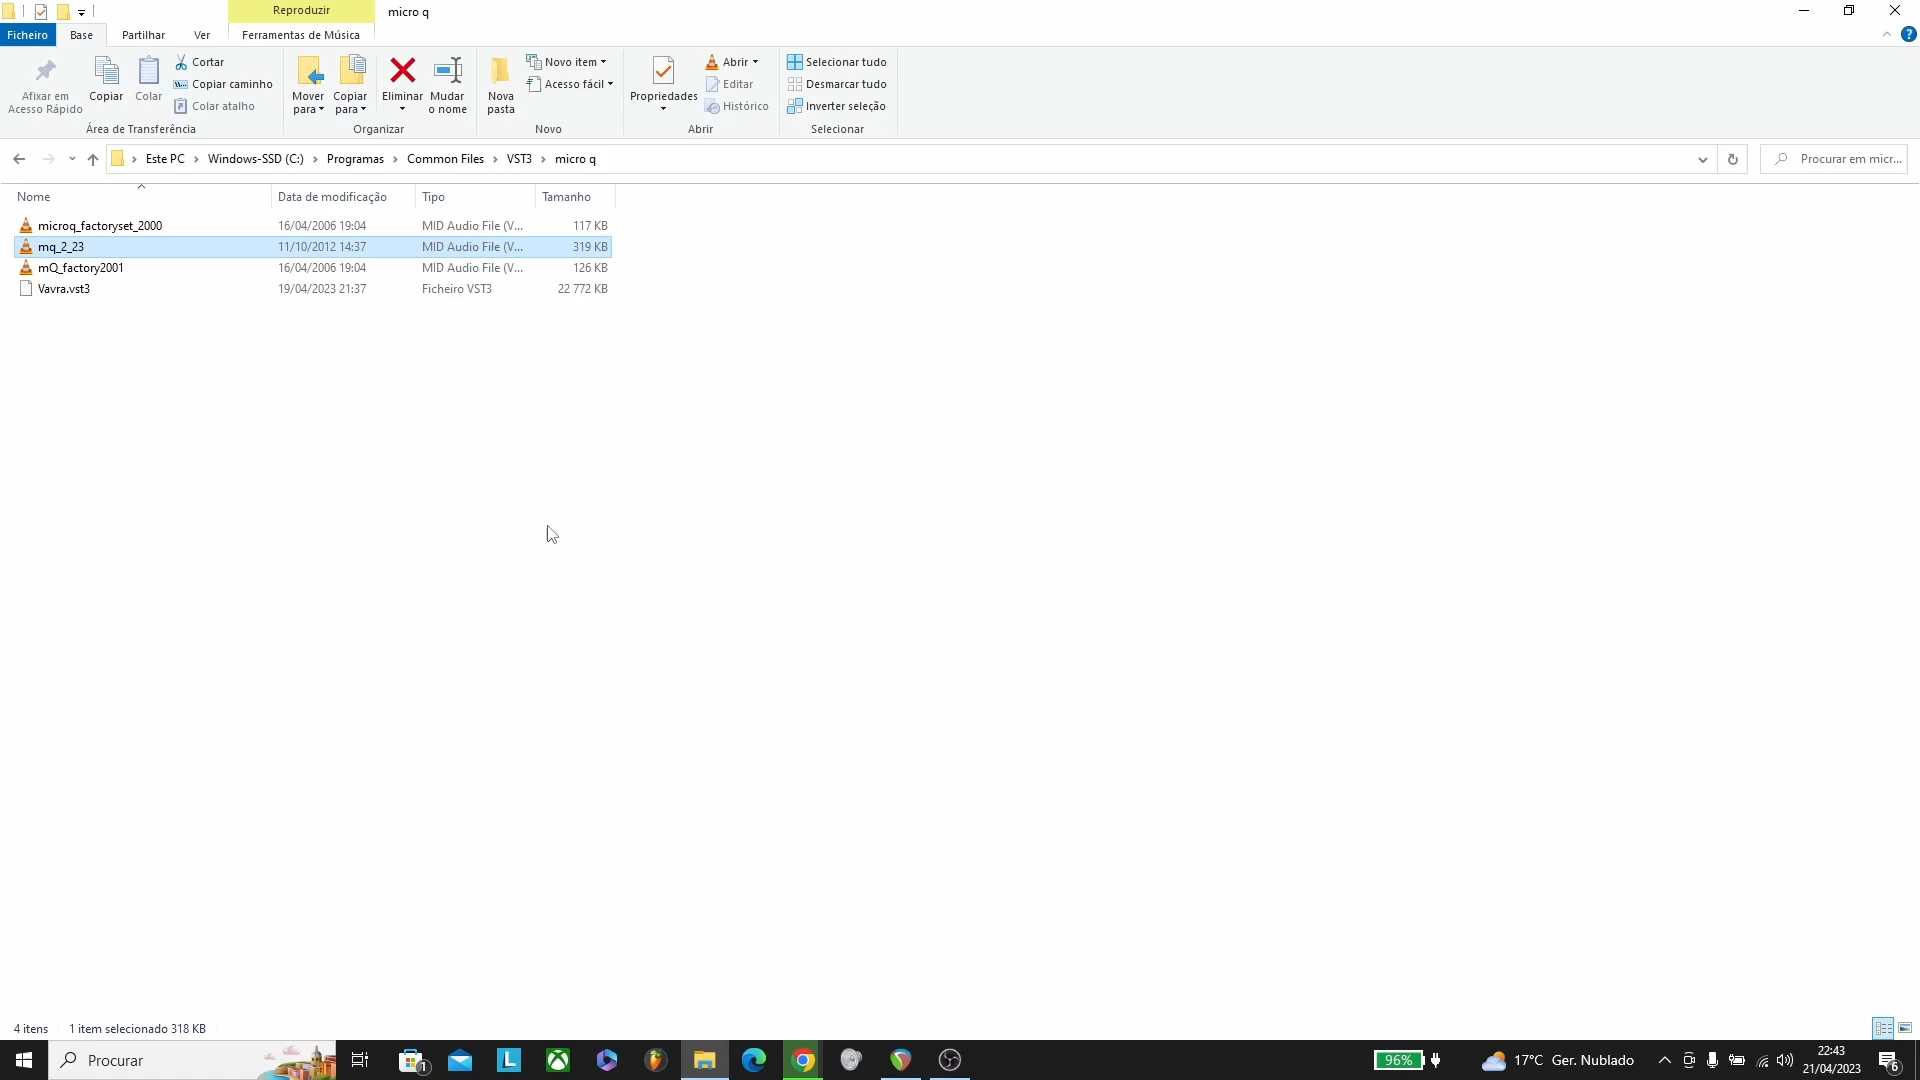 Reproduzir
micro q
Ficheiro
Base
Partilhar
Ver
Ferramentas de Música
Afixar em
Acesso Rápido
Copiar
Colar
Cortar
Copiar caminho
Colar atalho
Área de Transferência
Mover
para
Copiar
para
Eliminar
Mudar
o nome
Organizar
Nova
pasta
Novo item
Acesso fácil
Novo
Propriedades
Abrir
Editar
Histórico
Abrir
Selecionar tudo
Desmarcar tudo
Inverter seleção
Selecionar
Este PC
Windows-SSD (C:)
Programas
Common Files
VST3
micro q
Procurar em micr...
Nome
Data de modificação
Tipo
Tamanho
microq_factoryset_2000 16/04/2006 19:04 MID Audio File (V... 117 KB
mq_2_23 11/10/2012 14:37 MID Audio File (V... 319 KB
mQ_factory2001 16/04/2006 19:04 MID Audio File (V... 126 KB
Vavra.vst3 19/04/2023 21:37 Ficheiro VST3 22 772 KB
4 itens
1 item selecionado 318 KB
Procurar
1
L
96%
17°C Ger. Nublado
22:43
21/04/2023
6